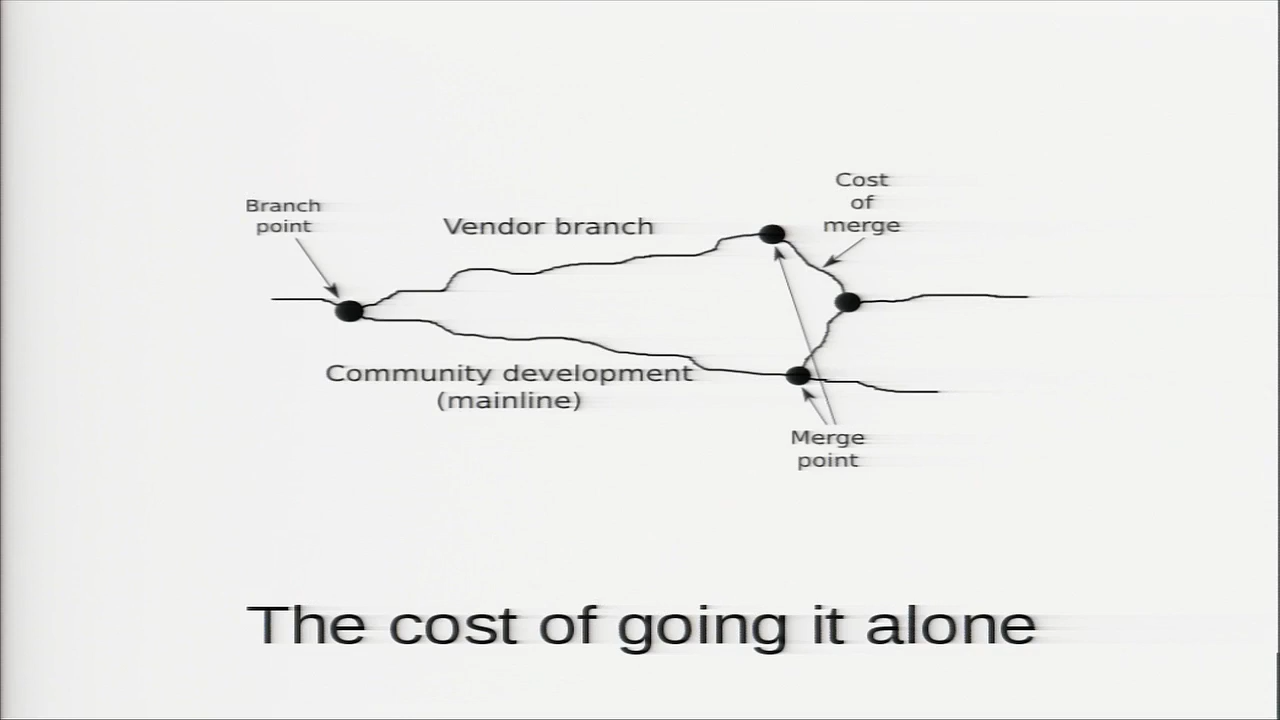 Cost
of
merge
Branch
point
Vendor branch
Community development
(mainline)
Merge
point
The cost of going it alone